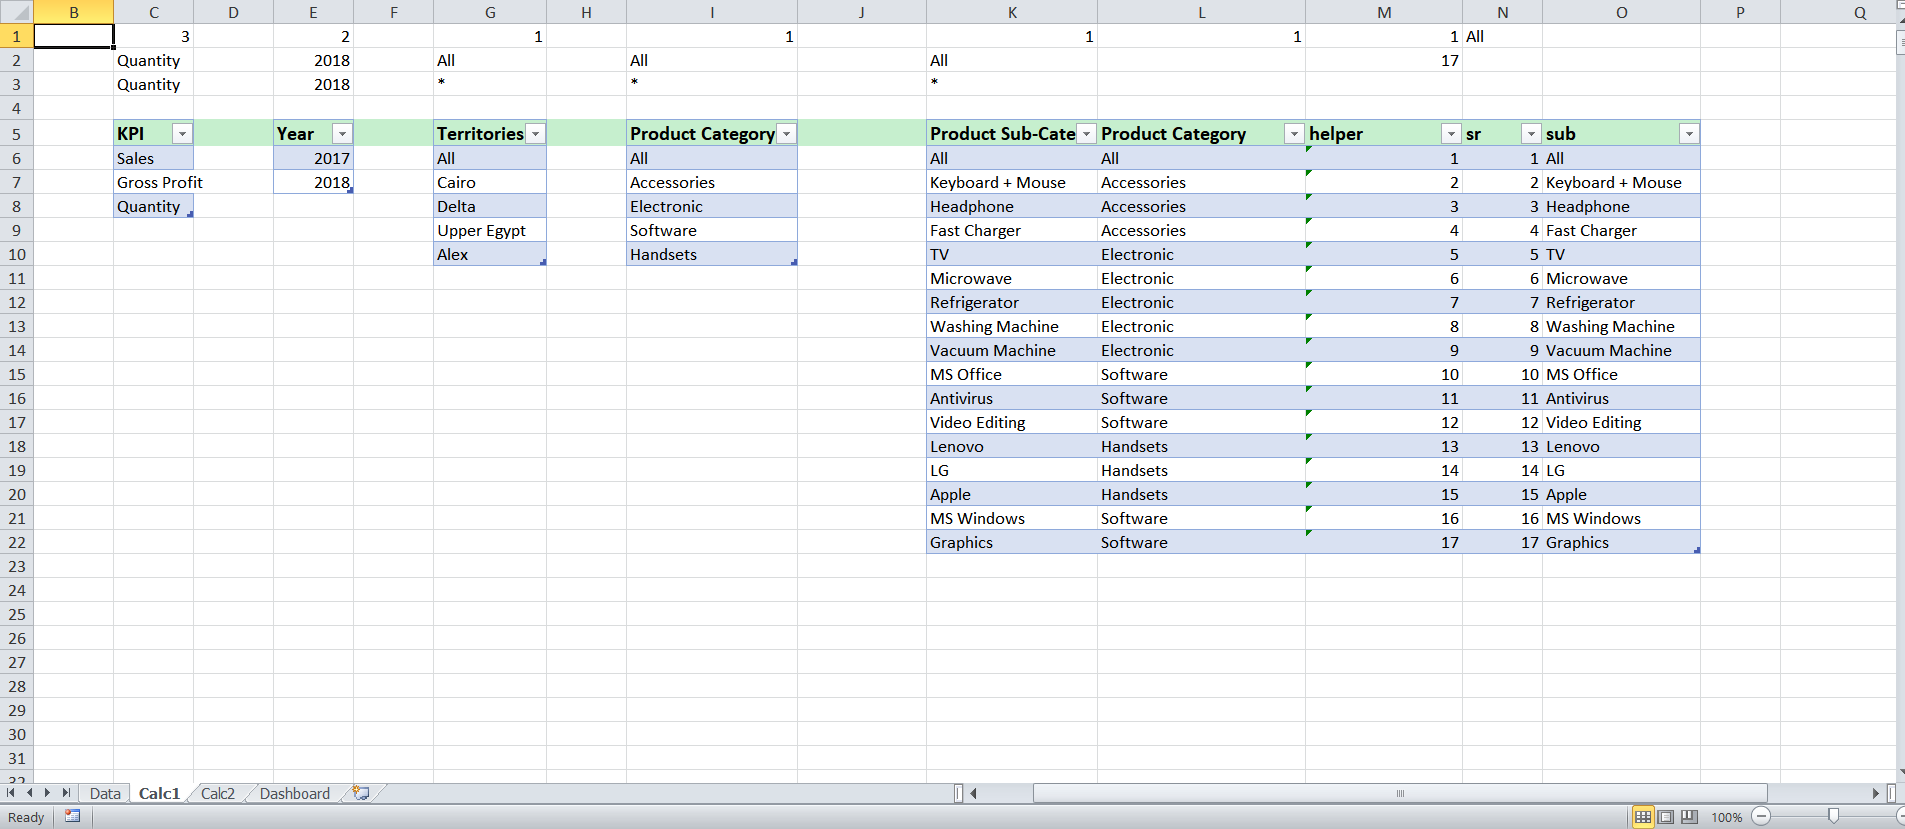 B C D E F G H I J K L M N O P Q
1 3 2 1 1 1 1 1 All
2 Quantity 2018 All All All 17
3 Quantity 2018 * * *
4
5 KPI Year Territories Product Category Product Sub-Cate Product Category helper sr sub
6 Sales 2017 All All All All 1 1 All
7 Gross Profit 2018 Cairo Accessories Keyboard + Mouse Accessories 2 2 Keyboard + Mouse
8 Quantity Delta Electronic Headphone Accessories 3 3 Headphone
9 Upper Egypt Software Fast Charger Accessories 4 4 Fast Charger
10 Alex Handsets TV Electronic 5 5 TV
11 Microwave Electronic 6 6 Microwave
12 Refrigerator Electronic 7 7 Refrigerator
13 Washing Machine Electronic 8 8 Washing Machine
14 Vacuum Machine Electronic 9 9 Vacuum Machine
15 MS Office Software 10 10 MS Office
16 Antivirus Software 11 11 Antivirus
17 Video Editing Software 12 12 Video Editing
18 Lenovo Handsets 13 13 Lenovo
19 LG Handsets 14 14 LG
20 Apple Handsets 15 15 Apple
21 MS Windows Software 16 16 MS Windows
22 Graphics Software 17 17 Graphics
23
24
25
26
27
28
29
30
31
32
Data Calc1 Calc2 Dashboard
Ready 100%